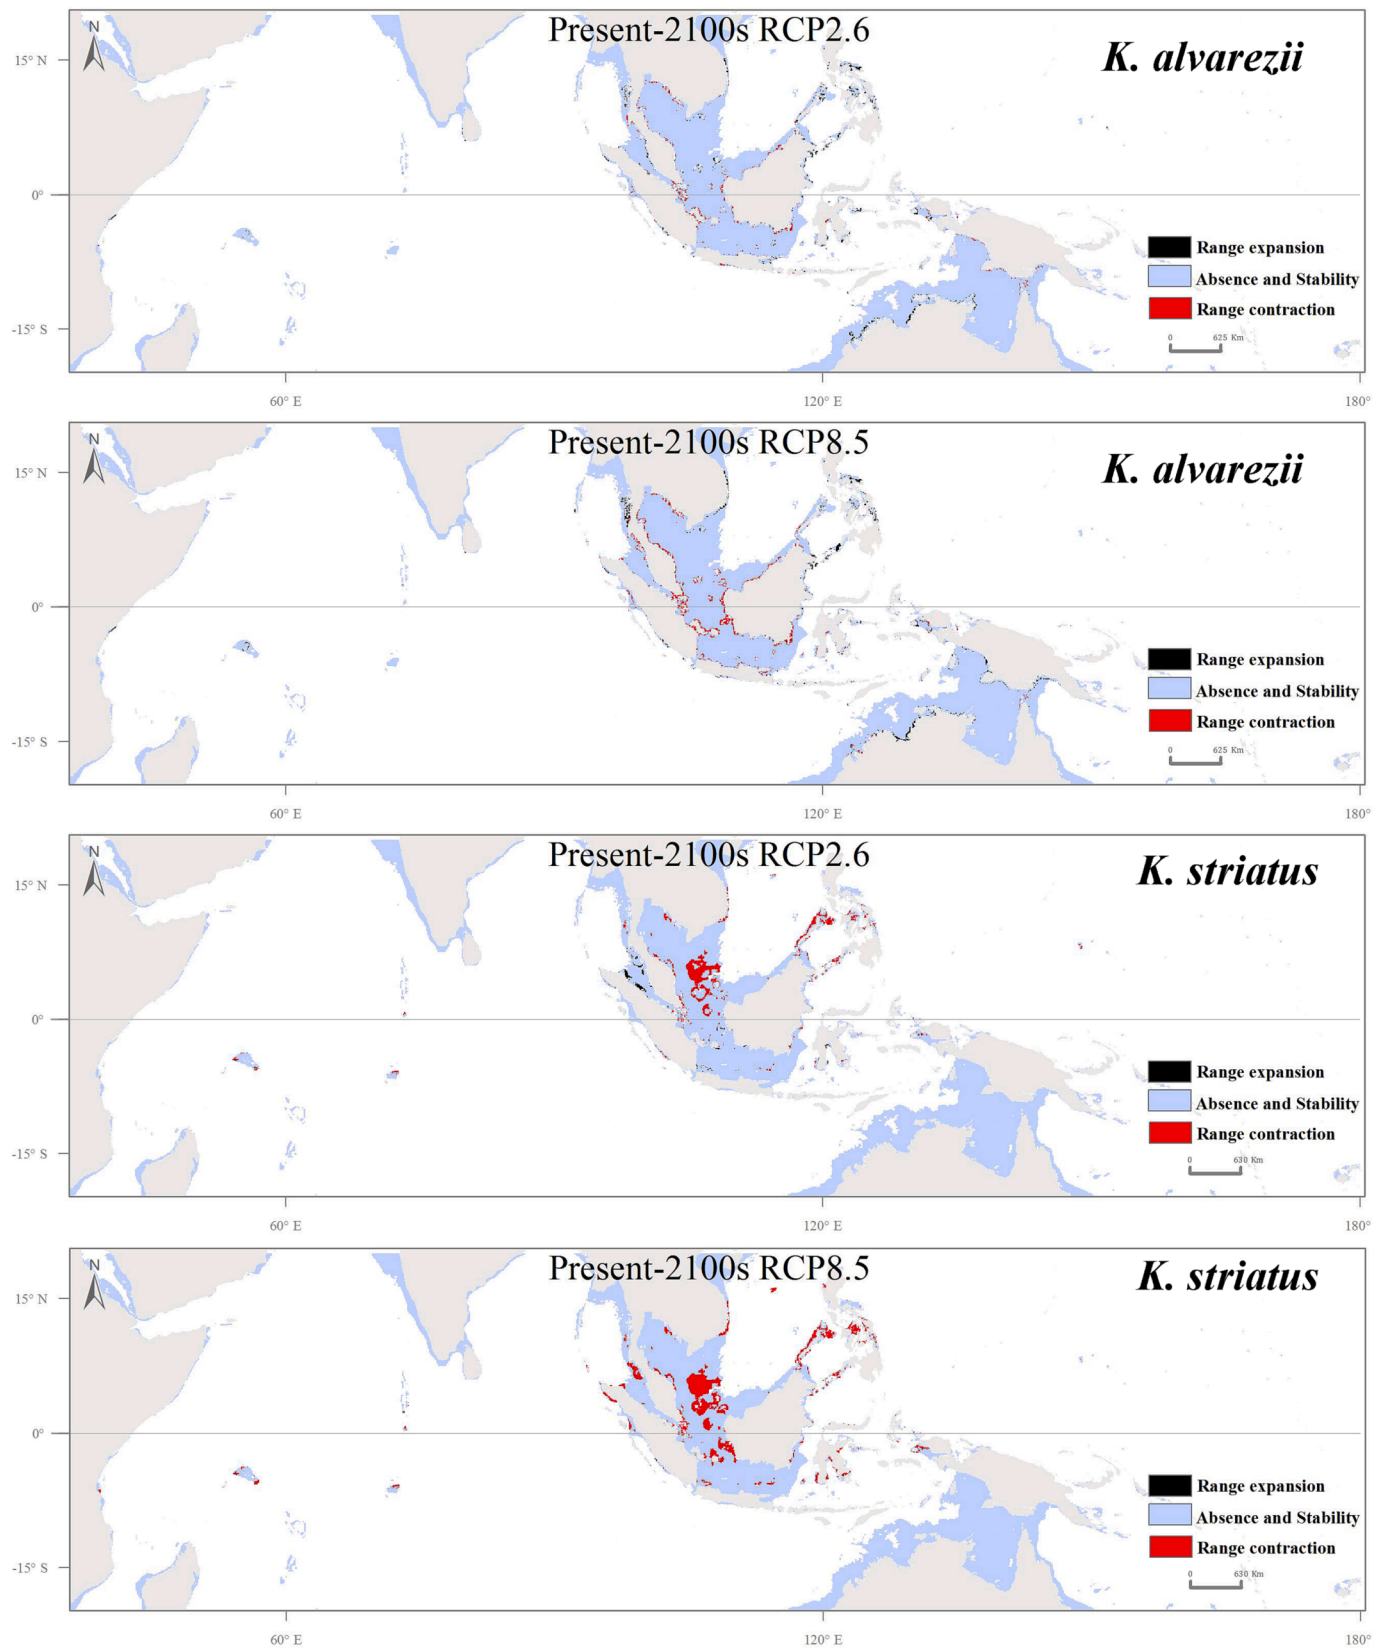 Present-2100s RCP2.6
N
K. alvarezii
15° N
0°
Range expansion
Absence and Stability
Range contraction
-15° S
0 625 Km
60° E 120° E 180°
Present-2100s RCP8.5
N
K. alvarezii
15° N
0°
Range expansion
Absence and Stability
Range contraction
-15° S
0 625 Km
60° E 120° E 180°
Present-2100s RCP2.6
N
K. striatus
15° N
0°
Range expansion
Absence and Stability
Range contraction
-15° S
0 630 Km
60° E 120° E 180°
Present-2100s RCP8.5
N
K. striatus
15° N
0°
Range expansion
Absence and Stability
Range contraction
-15° S
0 630 Km
60° E 120° E 180°